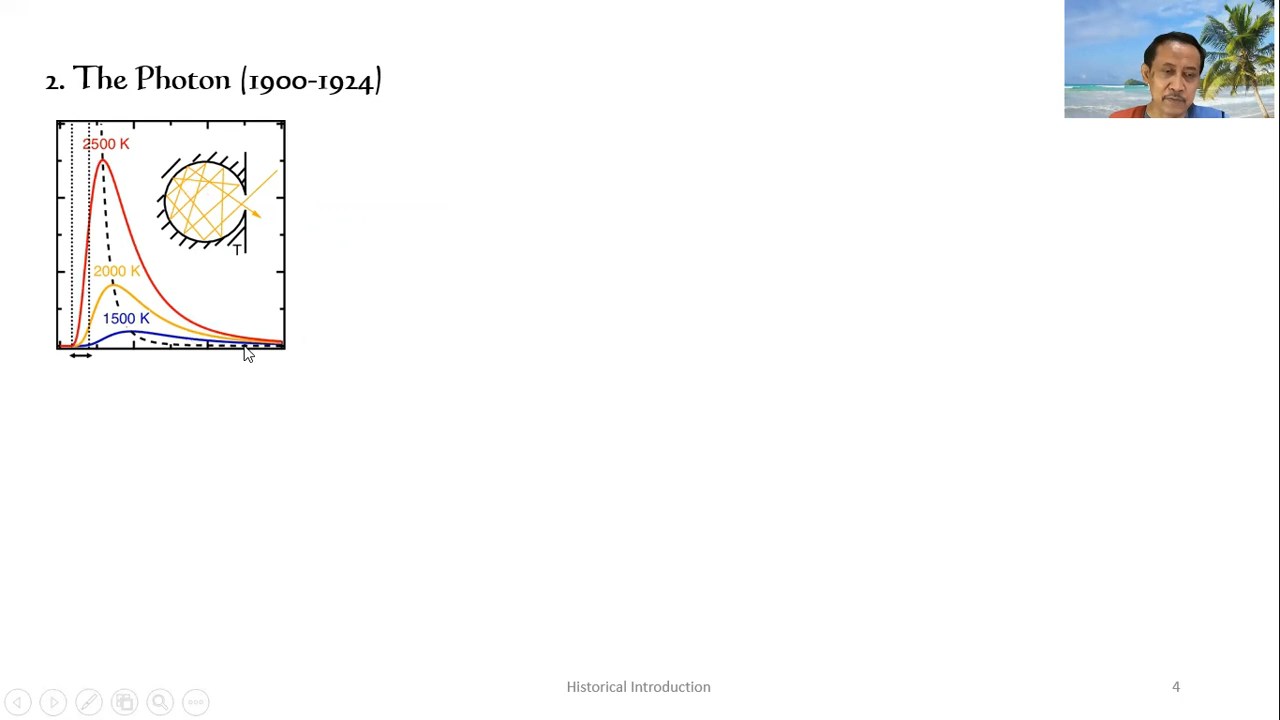 2. The Photon (1900-1924)
2500 K
T
2000 K
1500 K
Historical Introduction
4